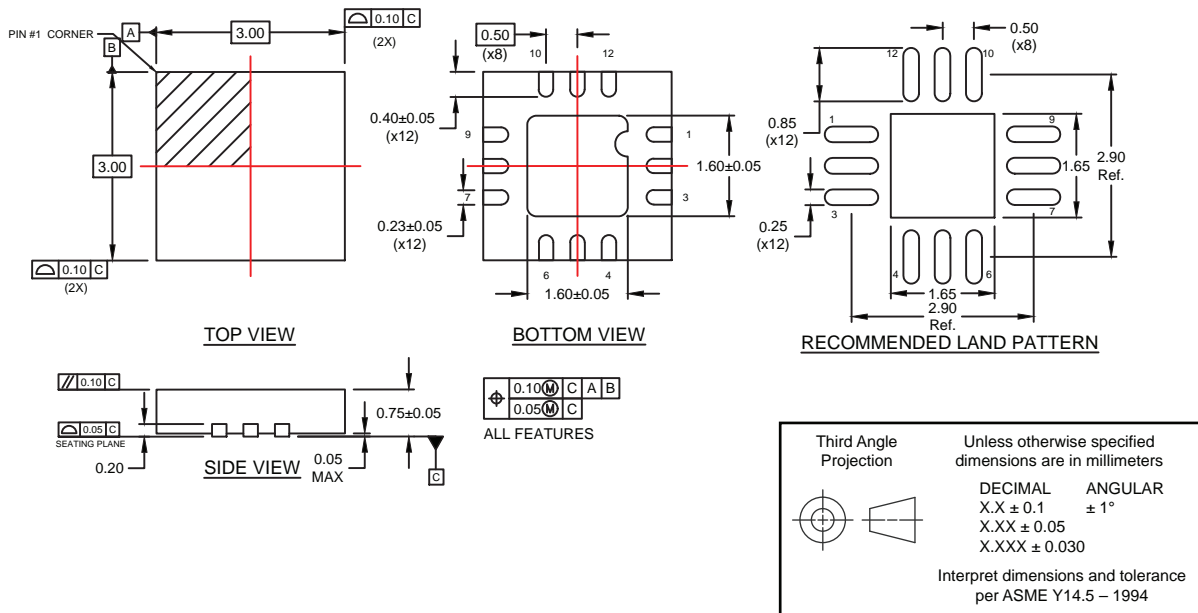 PIN #1 CORNER
A
3.00
⌓ 0.10 C
(2X)
B
3.00
⌓ 0.10 C
(2X)
TOP VIEW
0.50
(x8)
10
12
0.40±0.05
(x12)
9
1
1.60±0.05
7
3
0.23±0.05
(x12)
6
4
1.60±0.05
BOTTOM VIEW
0.50
(x8)
12
10
0.85
(x12)
1
9
1.65
2.90
Ref.
0.25
(x12)
3
7
4
6
1.65
2.90
Ref.
RECOMMENDED LAND PATTERN
// 0.10 C
⌓ 0.05 C
SEATING PLANE
0.20
SIDE VIEW
0.75±0.05
0.05
MAX
C
⌖ 0.10 Ⓜ C A B
0.05 Ⓜ C
ALL FEATURES
Third Angle
Projection
Unless otherwise specified
dimensions are in millimeters
DECIMAL ANGULAR
X.X ± 0.1 ± 1°
X.XX ± 0.05
X.XXX ± 0.030
Interpret dimensions and tolerance
per ASME Y14.5 – 1994